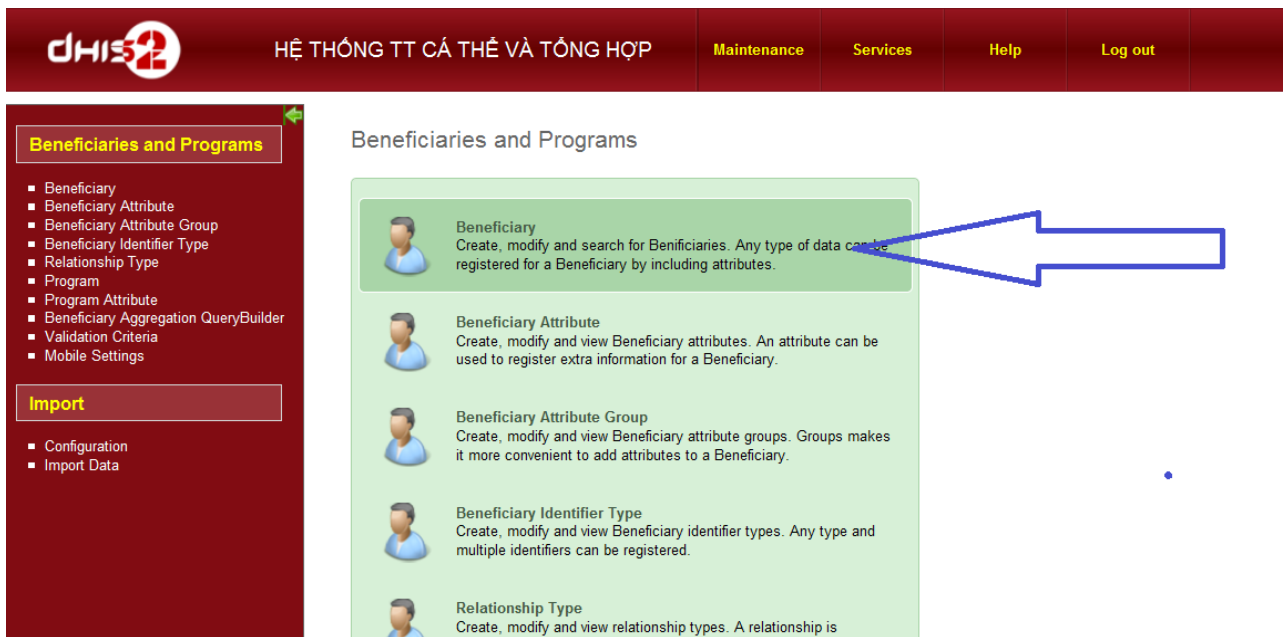 dHIS2
HỆ THỐNG TT CÁ THỂ VÀ TỔNG HỢP
Maintenance
Services
Help
Log out
Beneficiaries and Programs
Beneficiary
Beneficiary Attribute
Beneficiary Attribute Group
Beneficiary Identifier Type
Relationship Type
Program
Program Attribute
Beneficiary Aggregation QueryBuilder
Validation Criteria
Mobile Settings
Import
Configuration
Import Data
Beneficiaries and Programs
Beneficiary
Create, modify and search for Benificiaries. Any type of data can be
registered for a Beneficiary by including attributes.
Beneficiary Attribute
Create, modify and view Beneficiary attributes. An attribute can be
used to register extra information for a Beneficiary.
Beneficiary Attribute Group
Create, modify and view Beneficiary attribute groups. Groups makes
it more convenient to add attributes to a Beneficiary.
Beneficiary Identifier Type
Create, modify and view Beneficiary identifier types. Any type and
multiple identifiers can be registered.
Relationship Type
Create, modify and view relationship types. A relationship is